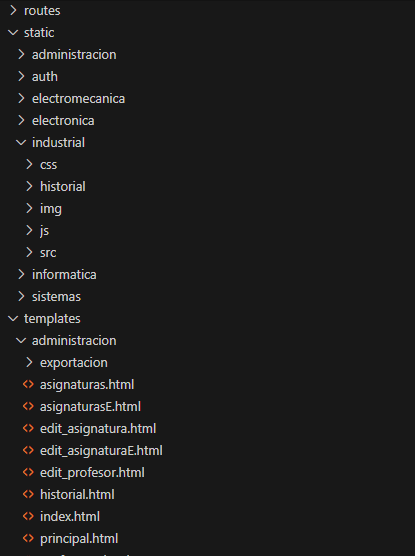 routes
static
administracion
auth
electromecanica
electronica
industrial
css
historial
img
js
src
informatica
sistemas
templates
administracion
exportacion
asignaturas.html
asignaturasE.html
edit_asignatura.html
edit_asignaturaE.html
edit_profesor.html
historial.html
index.html
principal.html